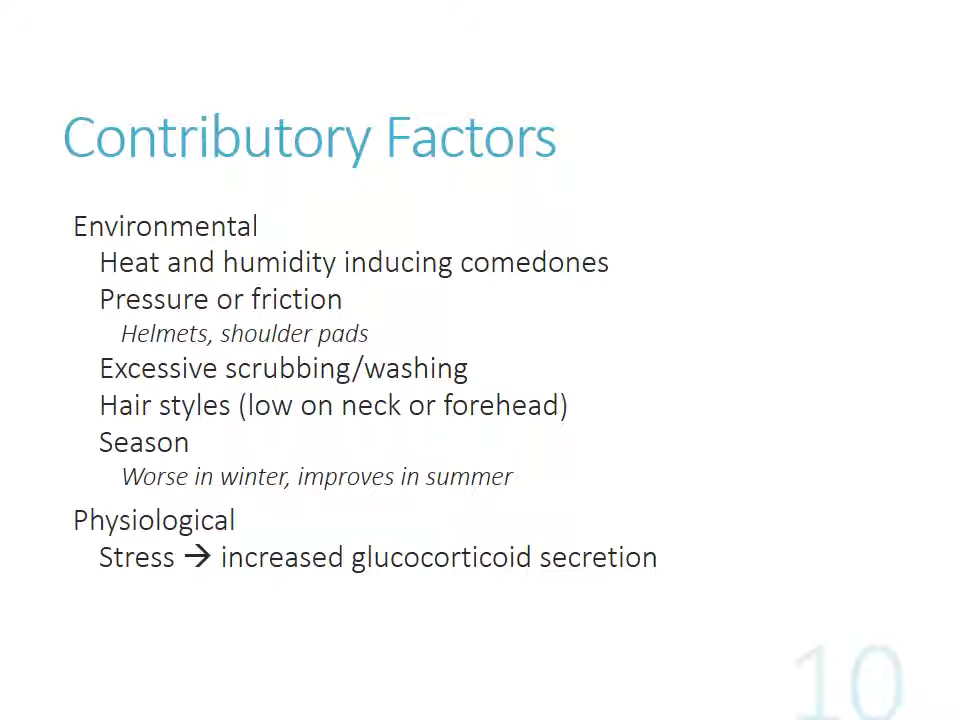 Contributory Factors
Environmental
Heat and humidity inducing comedones
Pressure or friction
Helmets, shoulder pads
Excessive scrubbing/washing
Hair styles (low on neck or forehead)
Season
Worse in winter, improves in summer
Physiological
Stress → increased glucocorticoid secretion
10